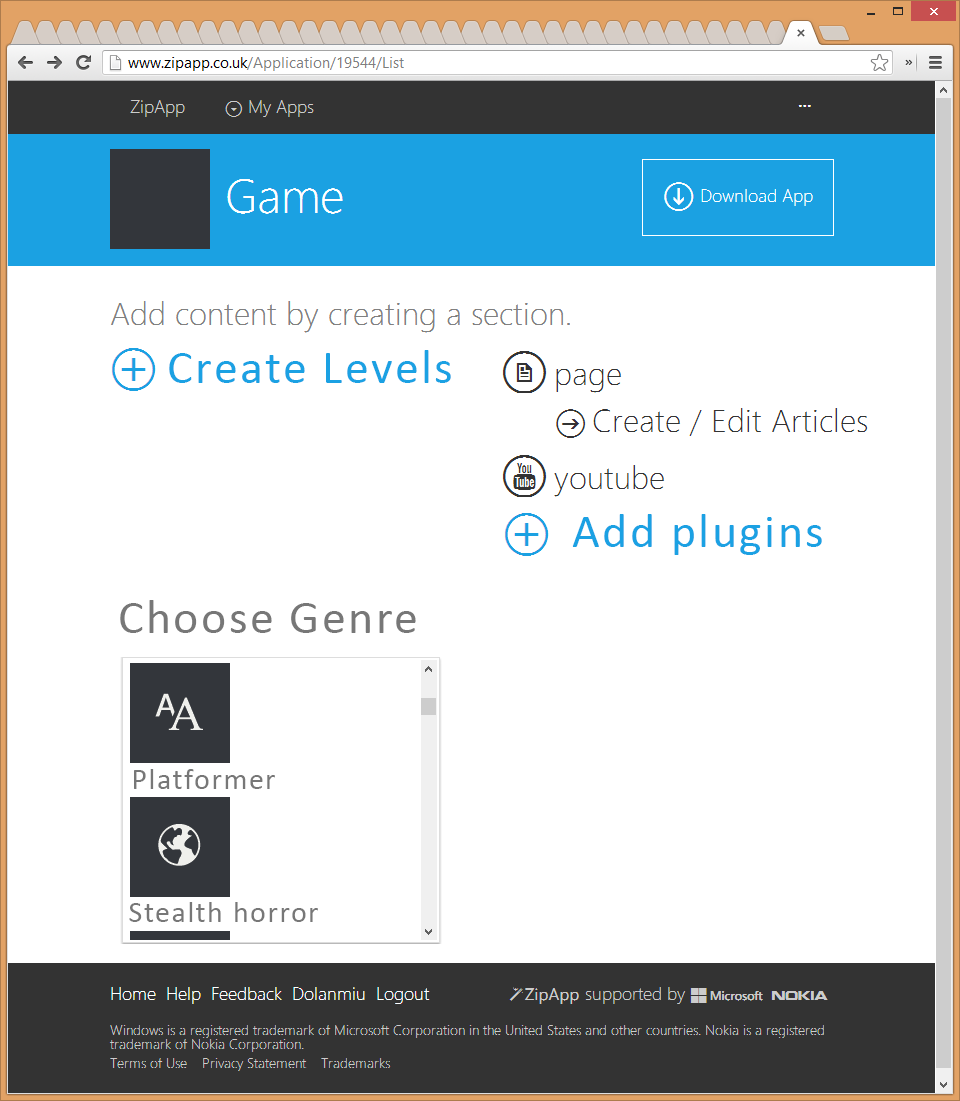 www.zipapp.co.uk/Application/19544/List
ZipApp My Apps ...
Game
Download App
Add content by creating a section.
Create Levels
page
Create / Edit Articles
You
Tube
youtube
Add plugins
Choose Genre
AA
Platformer
Stealth horror
Home Help Feedback Dolanmiu Logout
ZipApp supported by Microsoft NOKIA
Windows is a registered trademark of Microsoft Corporation in the United States and other countries. Nokia is a registered
trademark of Nokia Corporation.
Terms of Use Privacy Statement Trademarks